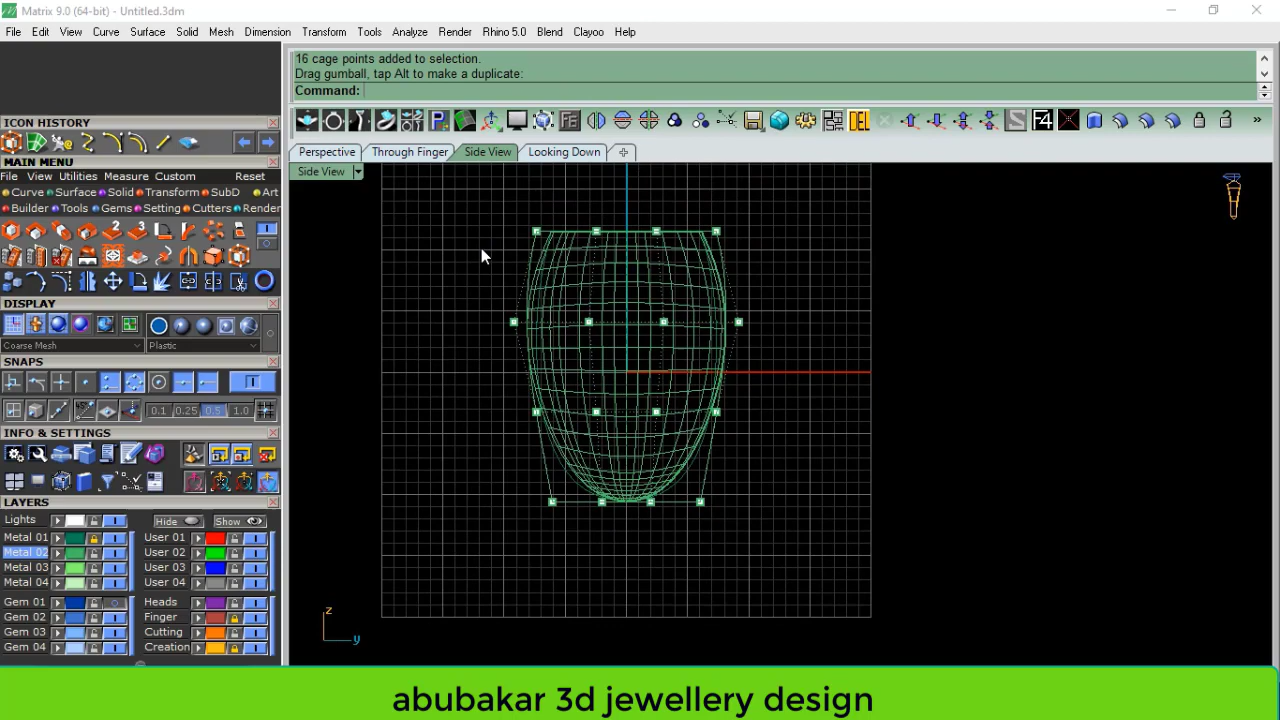 Matrix 9.0 (64-bit) - Untitled.3dm
File Edit View Curve Surface Solid Mesh Dimension Transform Tools Analyze Render Rhino 5.0 Blend Clayoo Help
16 cage points added to selection.
Drag gumball, tap Alt to make a duplicate:
Command:
ICON HISTORY
MAIN MENU
File View Utilities Measure Custom Reset
Curve Surface Solid Transform SubD Art
Builder Tools Gems Setting Cutters Render
DISPLAY
Coarse Mesh Plastic
SNAPS
0.1 0.25 0.5 1.0
INFO & SETTINGS
LAYERS
Lights Hide Show
Metal 01 User 01
Metal 02 User 02
Metal 03 User 03
Metal 04 User 04
Gem 01 Heads
Gem 02 Finger
Gem 03 Cutting
Gem 04 Creation
DEL F4
Perspective Through Finger Side View Looking Down
Side View
z
y
abubakar 3d jewellery design